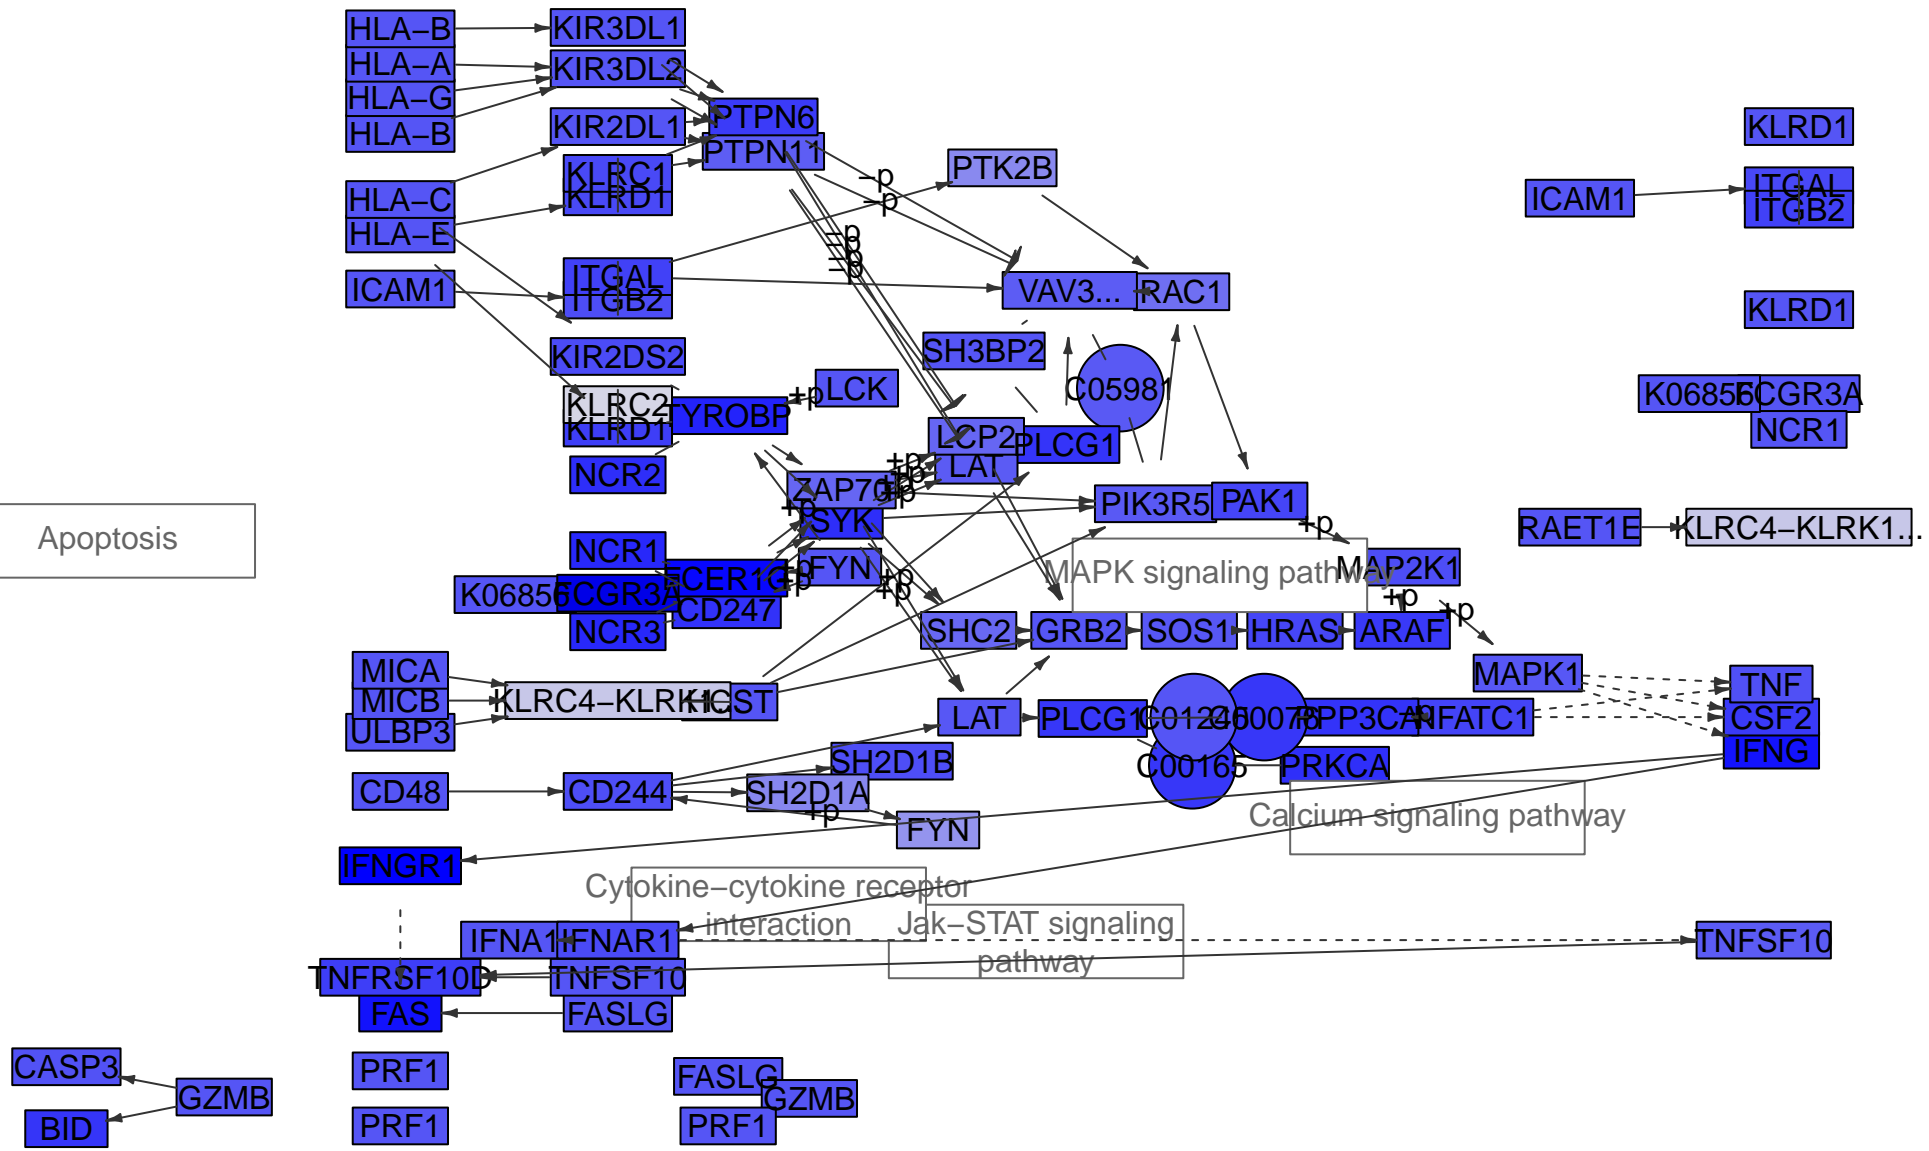 HLA−B
KIR3DL1
HLA−A
KIR3DL2
HLA−G
HLA−B
PTPN6
KIR2DL1
KLRD1
PTPN11
PTK2B
KLRC1
KLRD1
−p
−p
ITGAL
ITGB2
ICAM1
HLA−C
HLA−E
−p
−p
−p
−p
ICAM1
ITGAL
ITGB2
VAV3...
RAC1
KLRD1
KIR2DS2
SH3BP2
LCK
+p
C05981
KLRC2
KLRD1
TYROBP
K06856
FCGR3A
NCR1
LCP2
LAT
PLCG1
NCR2
+p
+p
+p
+p
ZAP70
SYK
+p
PIK3R5
PAK1
+p
RAET1E
KLRC4−KLRK1...
Apoptosis
NCR1
FCER1G
FYN
+p
+p
+p
+p
MAPK signaling pathway
MAP2K1
+p
+p
K06856
FCGR3A
CD247
NCR3
SHC2
GRB2
SOS1
HRAS
ARAF
MICA
MICB
ULBP3
KLRC4−KLRK1...
HCST
MAPK1
TNF
CSF2
IFNG
LAT
PLCG1
C01245
C00076
PPP3CA
NFATC1
C00165
PRKCA
CD48
CD244
SH2D1B
SH2D1A
+p
FYN
Calcium signaling pathway
IFNGR1
Cytokine−cytokine receptor
interaction
Jak−STAT signaling
pathway
IFNA1
IFNAR1
TNFSF10
TNFRSF10D
TNFSF10
FAS
FASLG
CASP3
GZMB
BID
PRF1
PRF1
FASLG
GZMB
PRF1